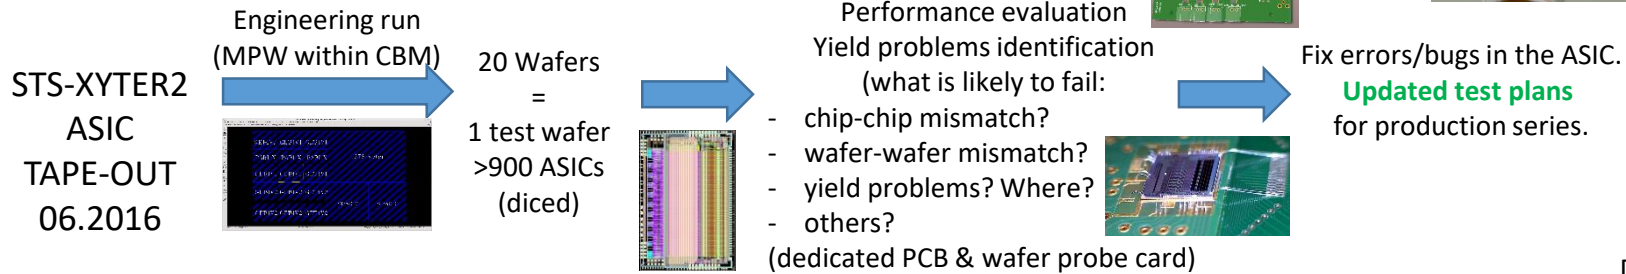 STS-XYTER2
ASIC
TAPE-OUT
06.2016
Engineering run
(MPW within CBM)
20 Wafers
=
1 test wafer
>900 ASICs
(diced)
Performance evaluation
Yield problems identification
(what is likely to fail:
- chip-chip mismatch?
- wafer-wafer mismatch?
- yield problems? Where?
- others?
(dedicated PCB & wafer probe card)
Fix errors/bugs in the ASIC.
Updated test plans
for production series.